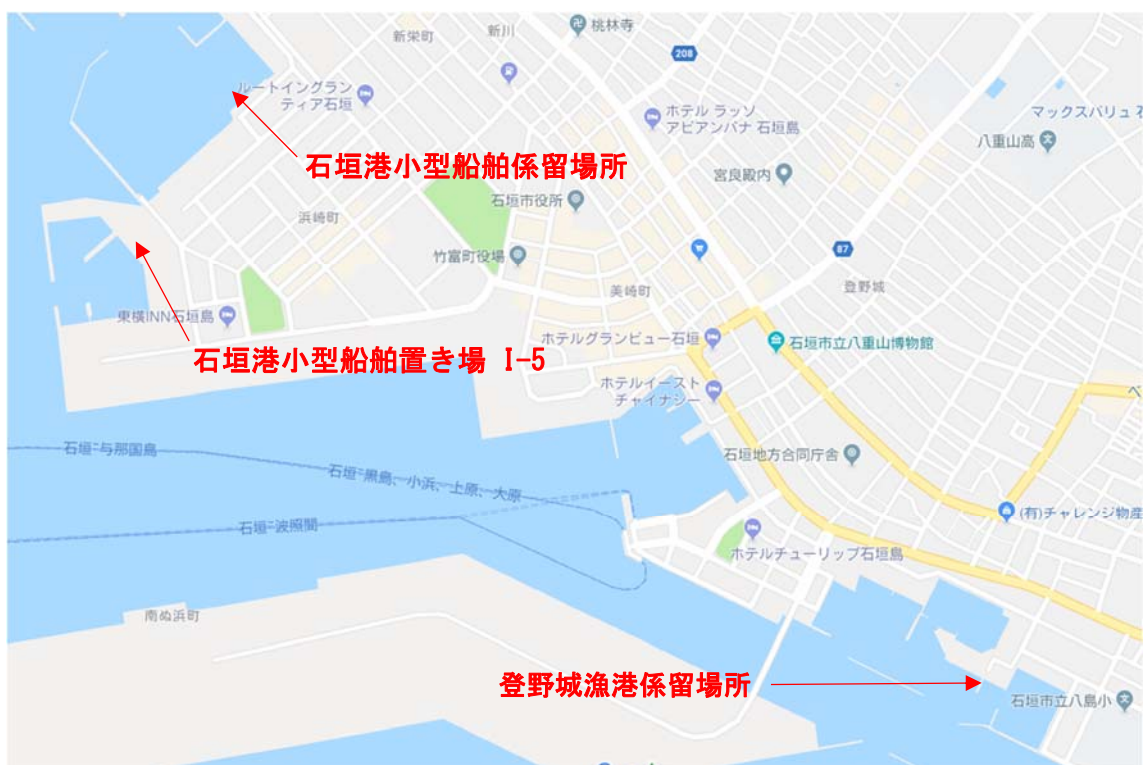 新栄町
新川
桃林寺
208
ルートイングラン
ティア石垣
ホテル ラッソ
アビアンパナ 石垣島
マックスバリュ
八重山高
石垣港小型船舶係留場所
宮良殿内
石垣市役所
浜崎町
竹富町役場
87
登野城
美崎町
東横INN石垣島
ホテルグランビュー石垣
石垣市立八重山博物館
石垣港小型船舶置き場 I-5
ホテルイースト
チャイナシー
石垣-与那国島
石垣地方合同庁舎
石垣-黒島、小浜、上原、大原
(有)チャレンジ物産
石垣-波照間
ホテルチューリップ石垣島
南ぬ浜町
登野城漁港係留場所
石垣市立八島小